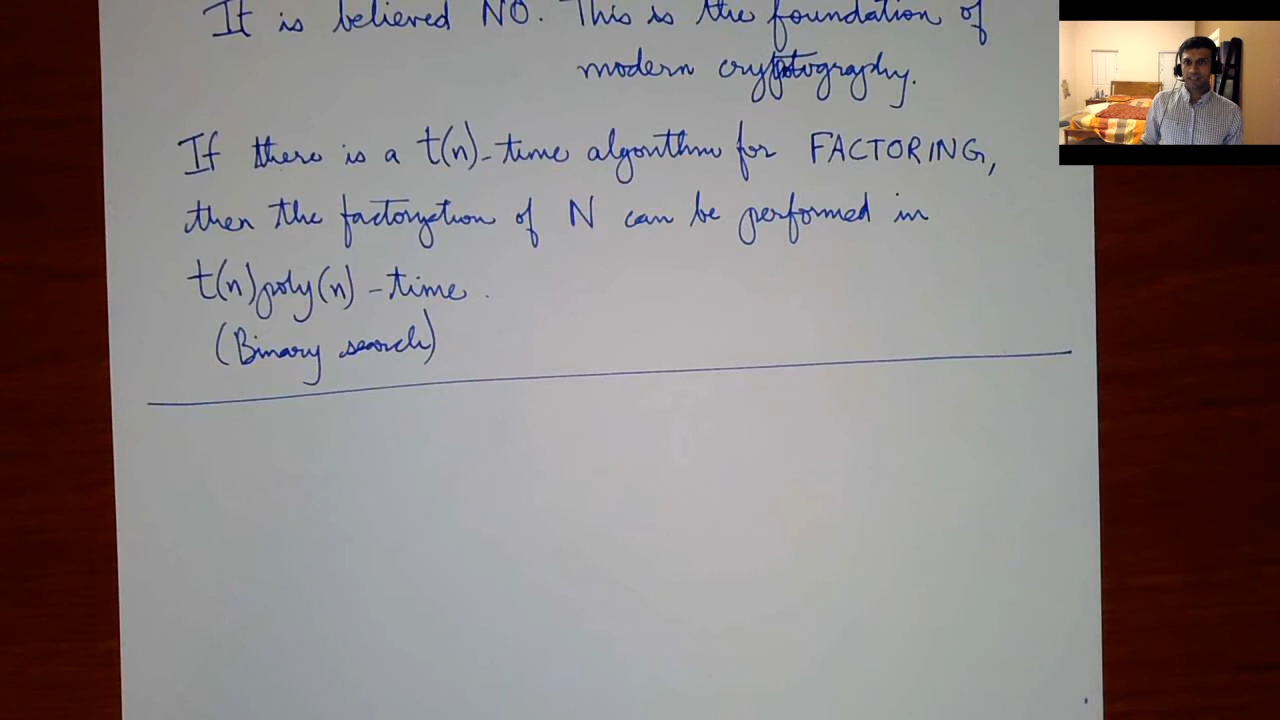 It is believed NO. This is the foundation of
modern cryptography.
If there is a t(n)-time algorithm for FACTORING,
then the factorization of N can be performed in
t(n)poly(n)-time.
(Binary search)